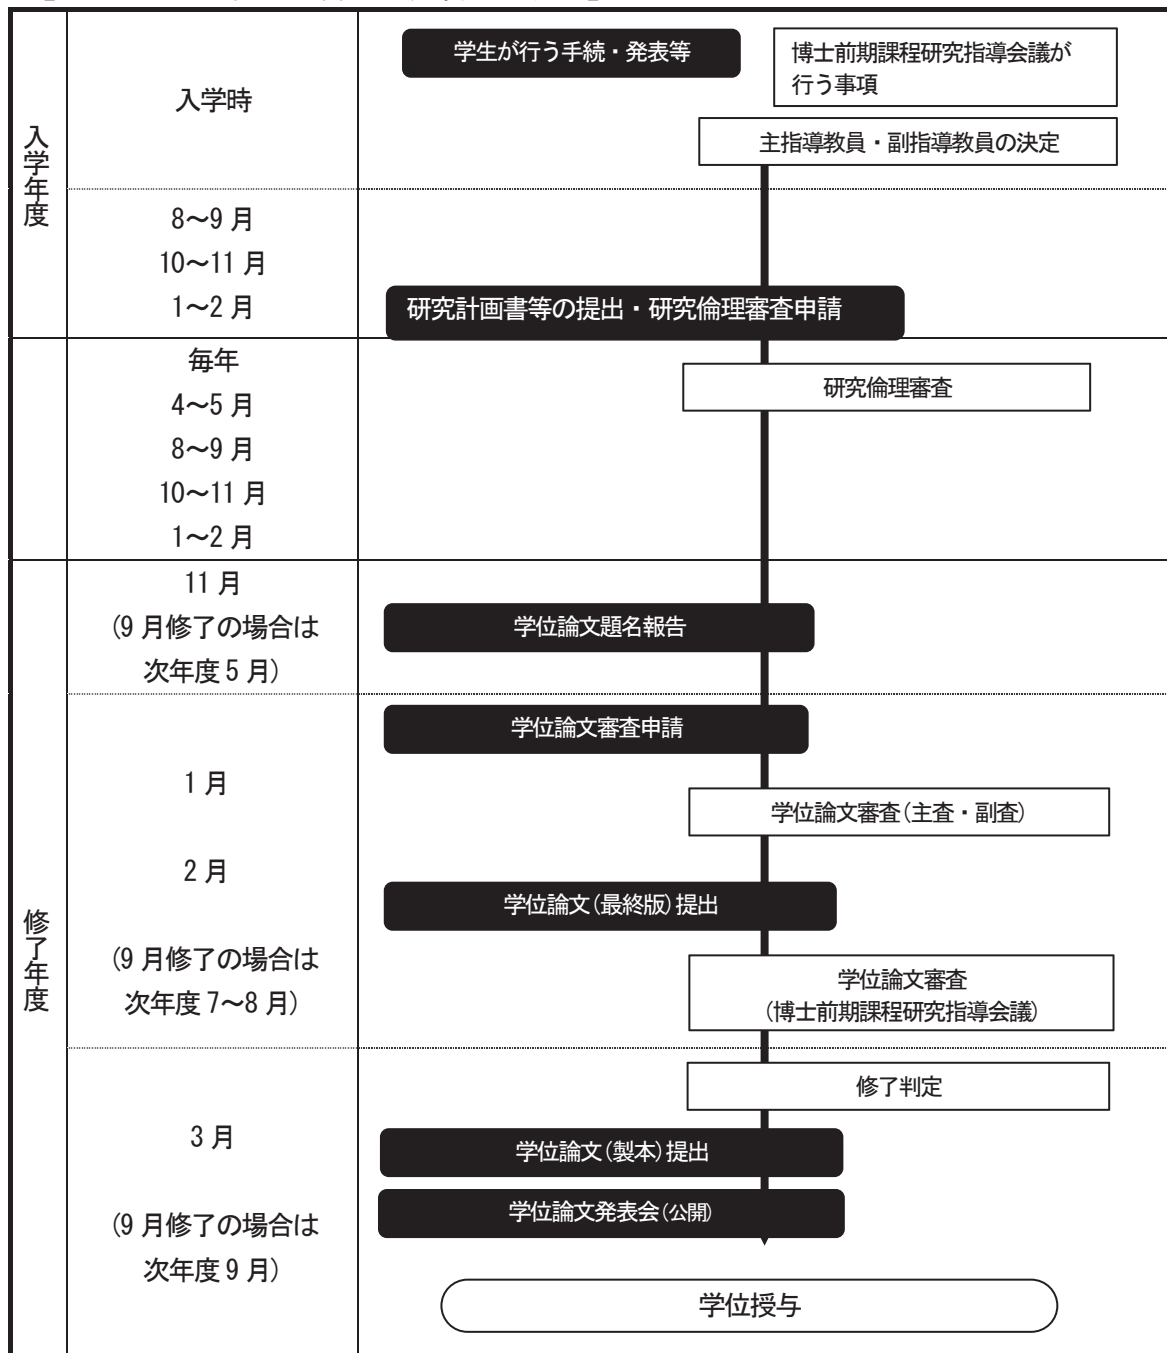 学生が行う手続・発表等
博士前期課程研究指導会議が
行う事項
入学年度
入学時
主指導教員・副指導教員の決定
8～9 月
10～11 月
1～2 月
研究計画書等の提出・研究倫理審査申請
毎年
4～5 月
8～9 月
10～11 月
1～2 月
研究倫理審査
修了年度
11 月
(9 月修了の場合は
次年度 5 月)
学位論文題名報告
学位論文審査申請
1 月
学位論文審査(主査・副査)
2 月
学位論文(最終版)提出
(9 月修了の場合は
次年度 7～8 月)
学位論文審査
(博士前期課程研究指導会議)
修了判定
3 月
学位論文(製本)提出
学位論文発表会(公開)
(9 月修了の場合は
次年度 9 月)
学位授与